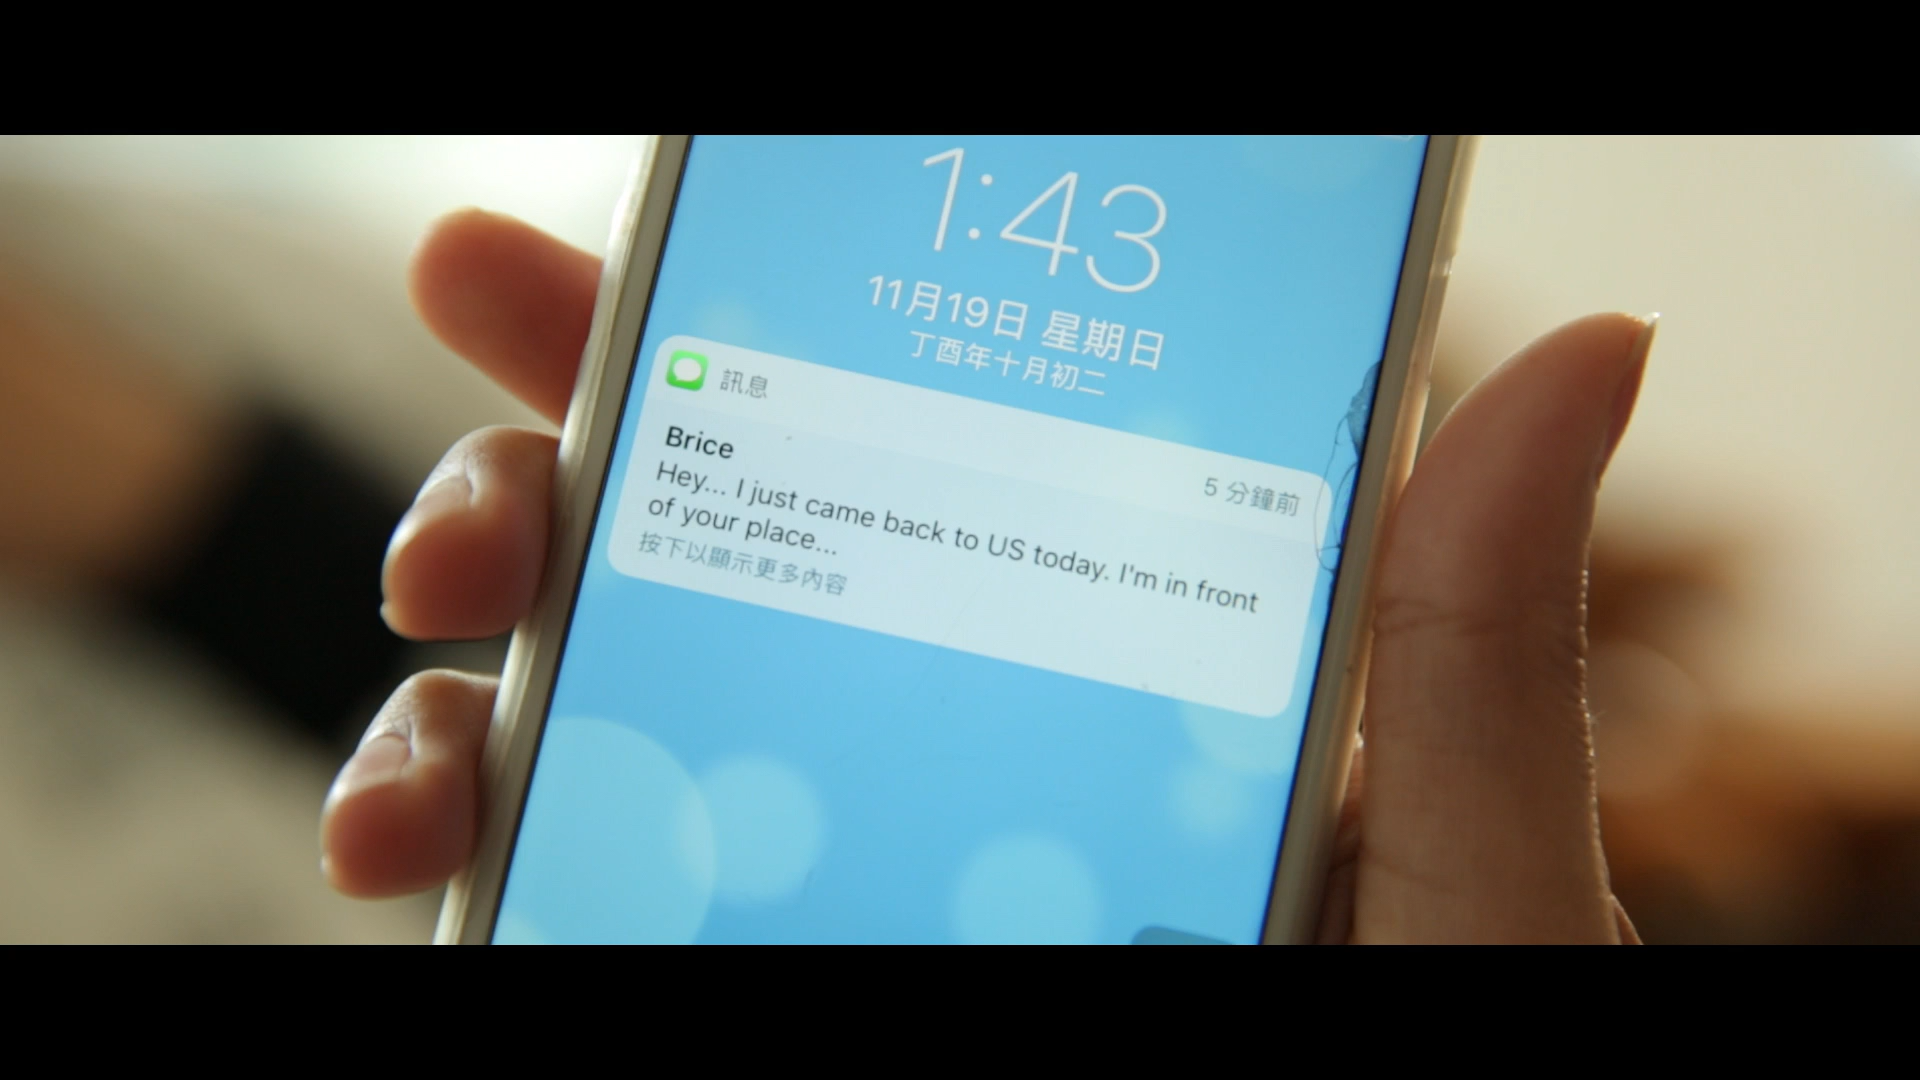 1:43
11月19日 星期日
丁酉年十月初二
訊息
5 分鐘前
Brice
Hey... I just came back to US today. I'm in front
of your place...
按下以顯示更多內容